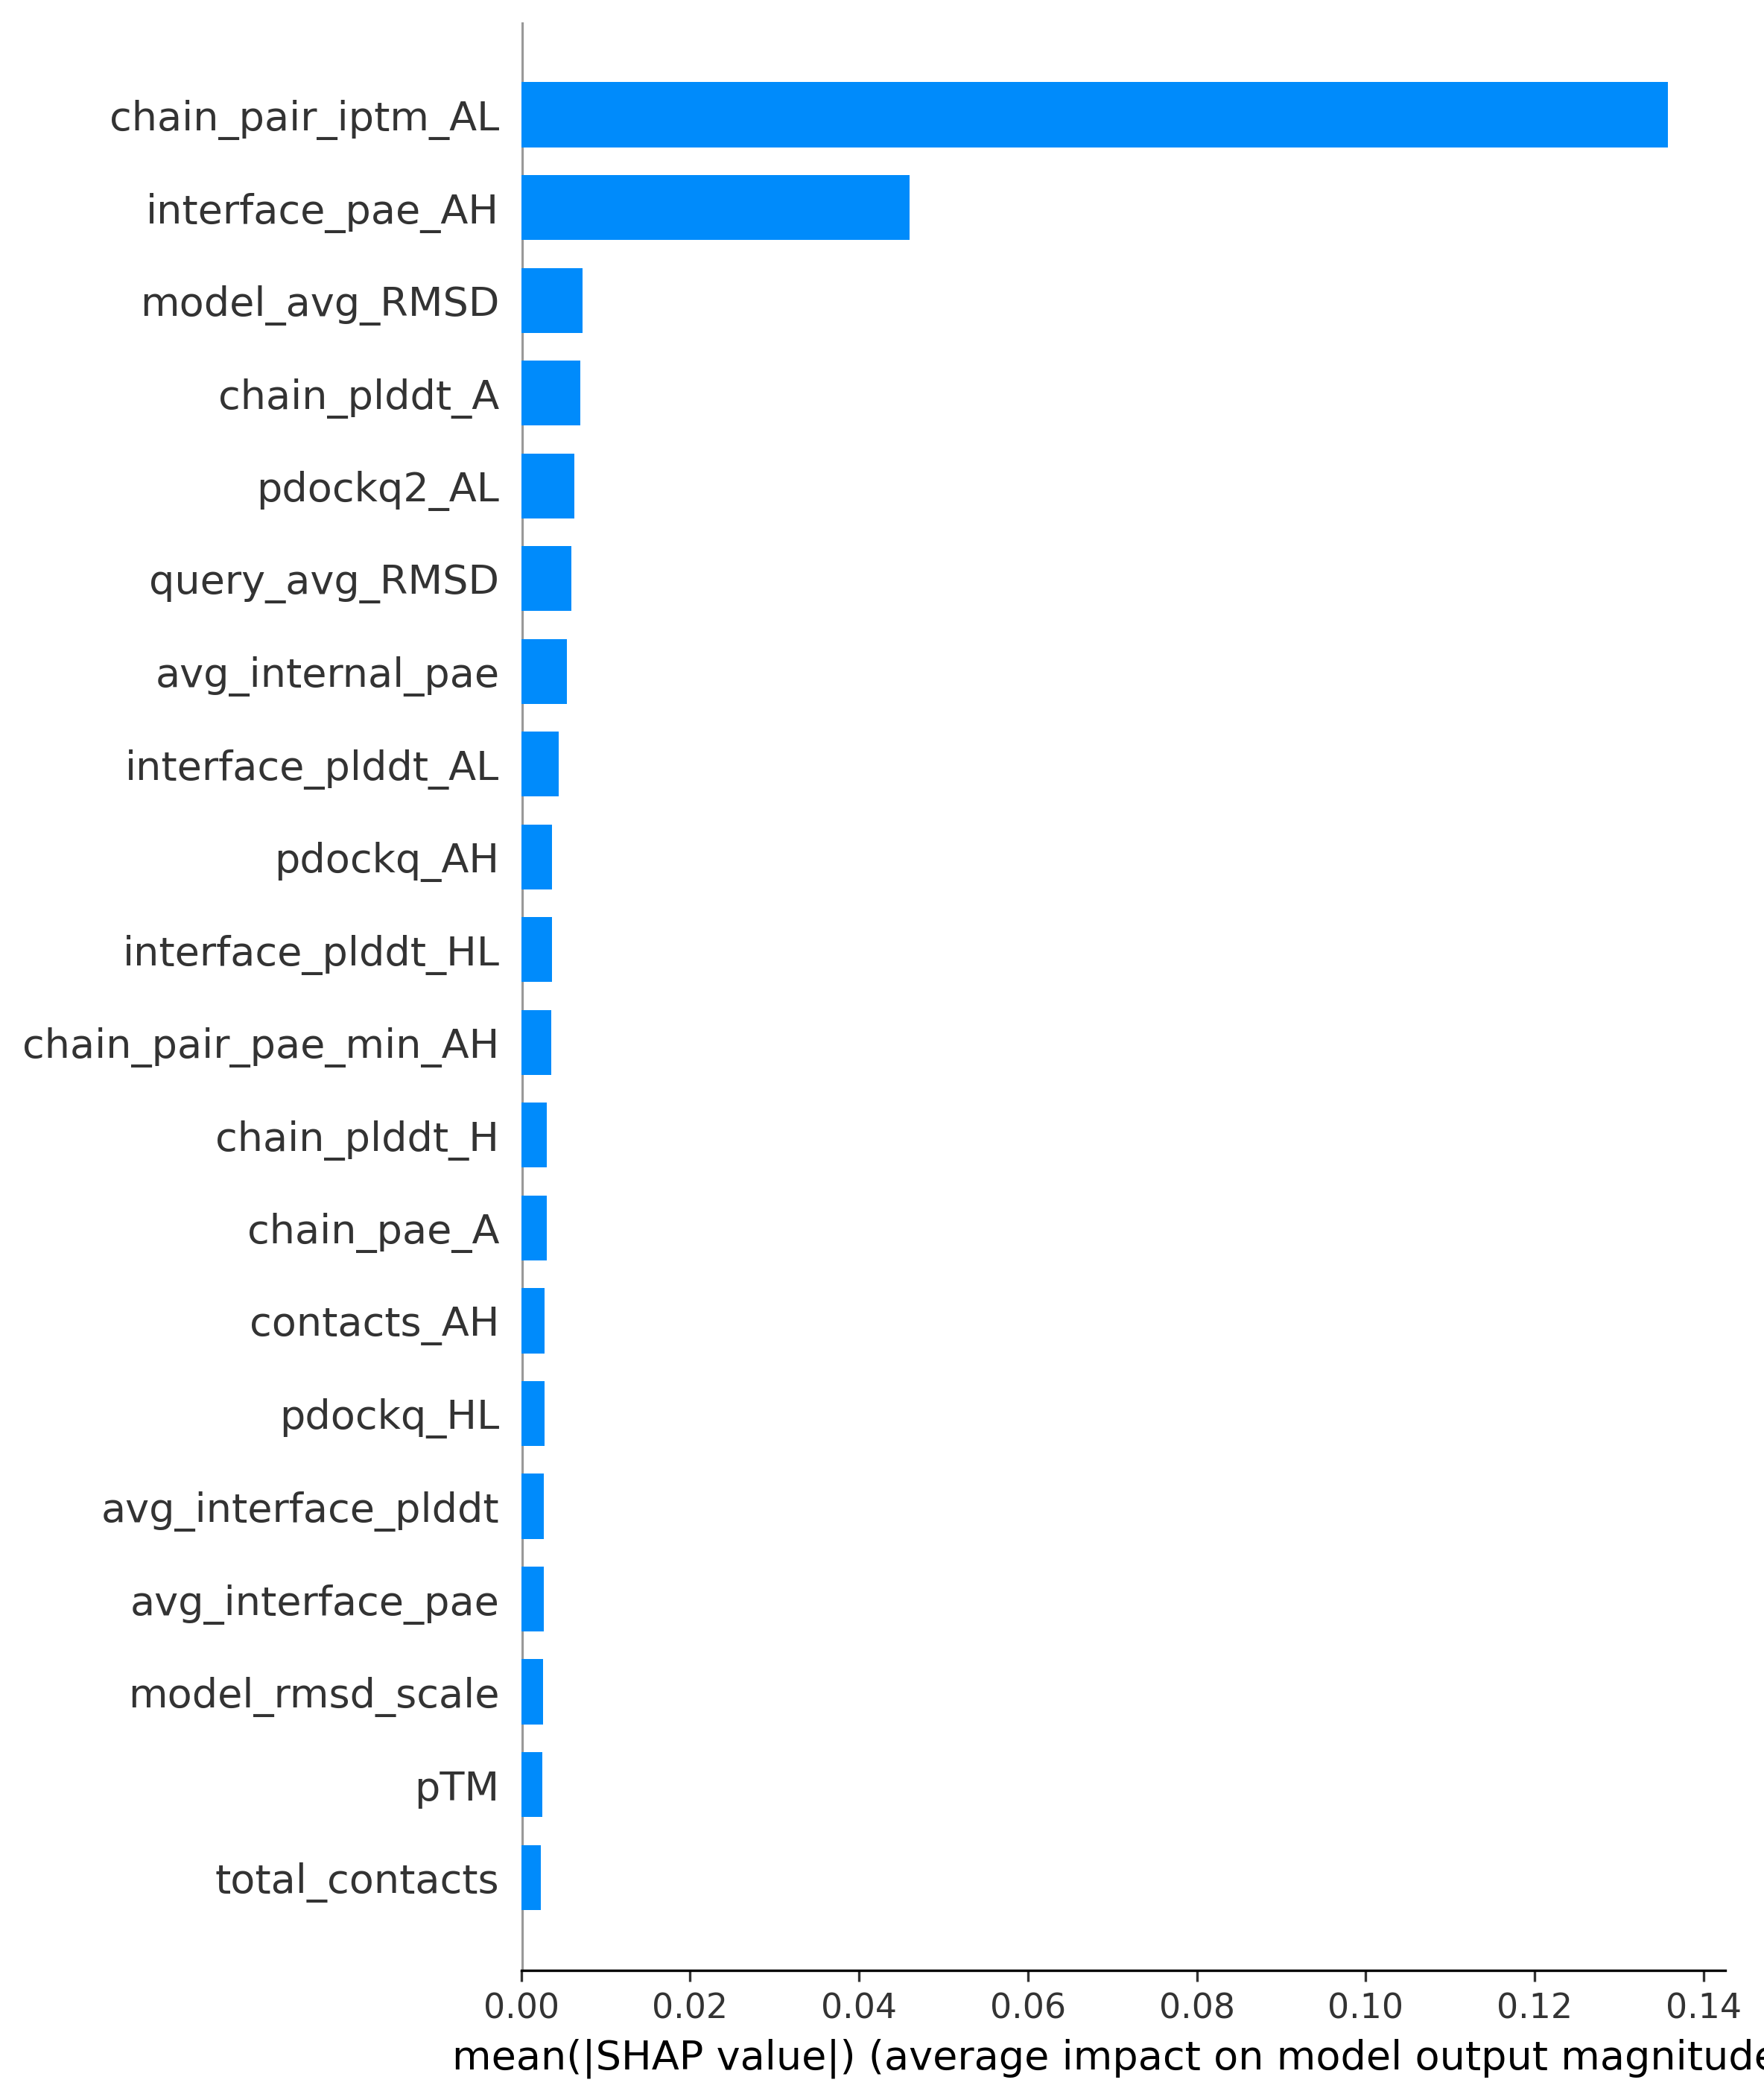 chain_pair_iptm_AL
interface_pae_AH
model_avg_RMSD
chain_plddt_A
pdockq2_AL
query_avg_RMSD
avg_internal_pae
interface_plddt_AL
pdockq_AH
interface_plddt_HL
chain_pair_pae_min_AH
chain_plddt_H
chain_pae_A
contacts_AH
pdockq_HL
avg_interface_plddt
avg_interface_pae
model_rmsd_scale
pTM
total_contacts
0.00 0.02 0.04 0.06 0.08 0.10 0.12 0.14
mean(|SHAP value|) (average impact on model output magnitude